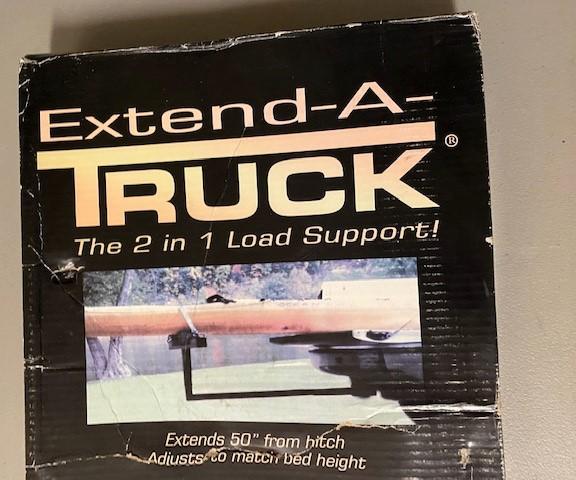 Extend-A-
TRUCK®
The 2 in 1 Load Support!
Extends 50" from hitch
Adjusts to match bed height